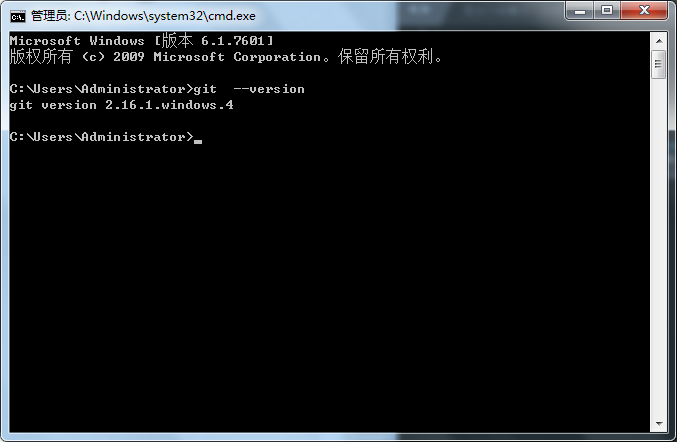 管理员: C:\Windows\system32\cmd.exe
Microsoft Windows [版本 6.1.7601]
版权所有 (c) 2009 Microsoft Corporation。保留所有权利。
C:\Users\Administrator>git  --version
git version 2.16.1.windows.4
C:\Users\Administrator>